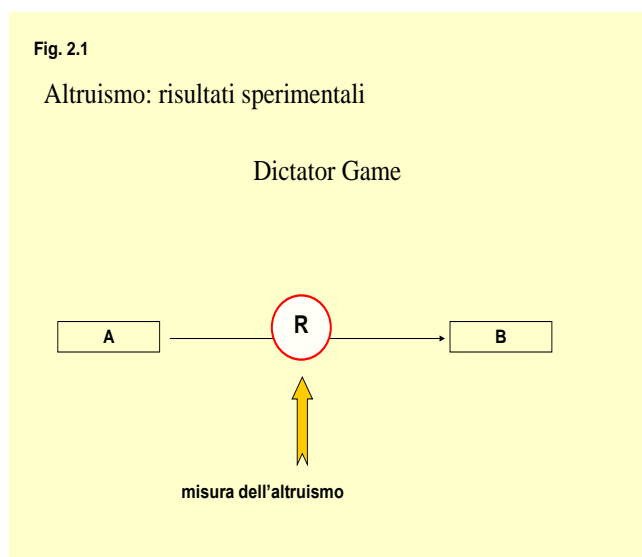 Fig. 2.1
Altruismo: risultati sperimentali
Dictator Game
A
R
B
misura dell'altruismo